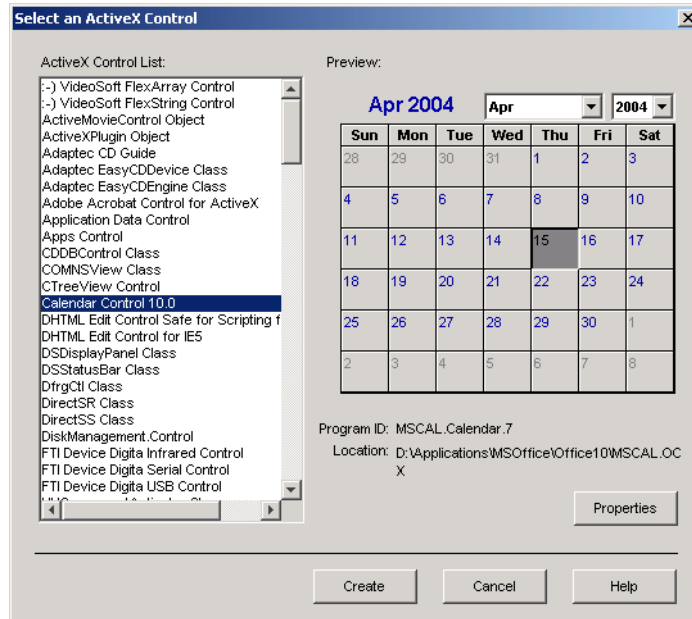 Select an ActiveX Control
ActiveX Control List:
:-) VideoSoft FlexArray Control
:-) VideoSoft FlexString Control
ActiveMovieControl Object
ActiveXPlugin Object
Adaptec CD Guide
Adaptec EasyCDDevice Class
Adaptec EasyCDEngine Class
Adobe Acrobat Control for ActiveX
Application Data Control
Apps Control
CDDBControl Class
COMNSView Class
CTreeView Control
Calendar Control 10.0
DHTML Edit Control Safe for Scripting f
DHTML Edit Control for IE5
DSDisplayPanel Class
DSStatusBar Class
DfrgCtl Class
DirectSR Class
DirectSS Class
DiskManagement.Control
FTI Device Digita Infrared Control
FTI Device Digita Serial Control
FTI Device Digita USB Control
Preview:
Apr 2004 Apr 2004
Sun Mon Tue Wed Thu Fri Sat
28 29 30 31 1 2 3
4 5 6 7 8 9 10
11 12 13 14 15 16 17
18 19 20 21 22 23 24
25 26 27 28 29 30 1
2 3 4 5 6 7 8
Program ID: MSCAL.Calendar.7
Location: D:\Applications\MSOffice\Office10\MSCAL.OC
X
Properties
Create Cancel Help